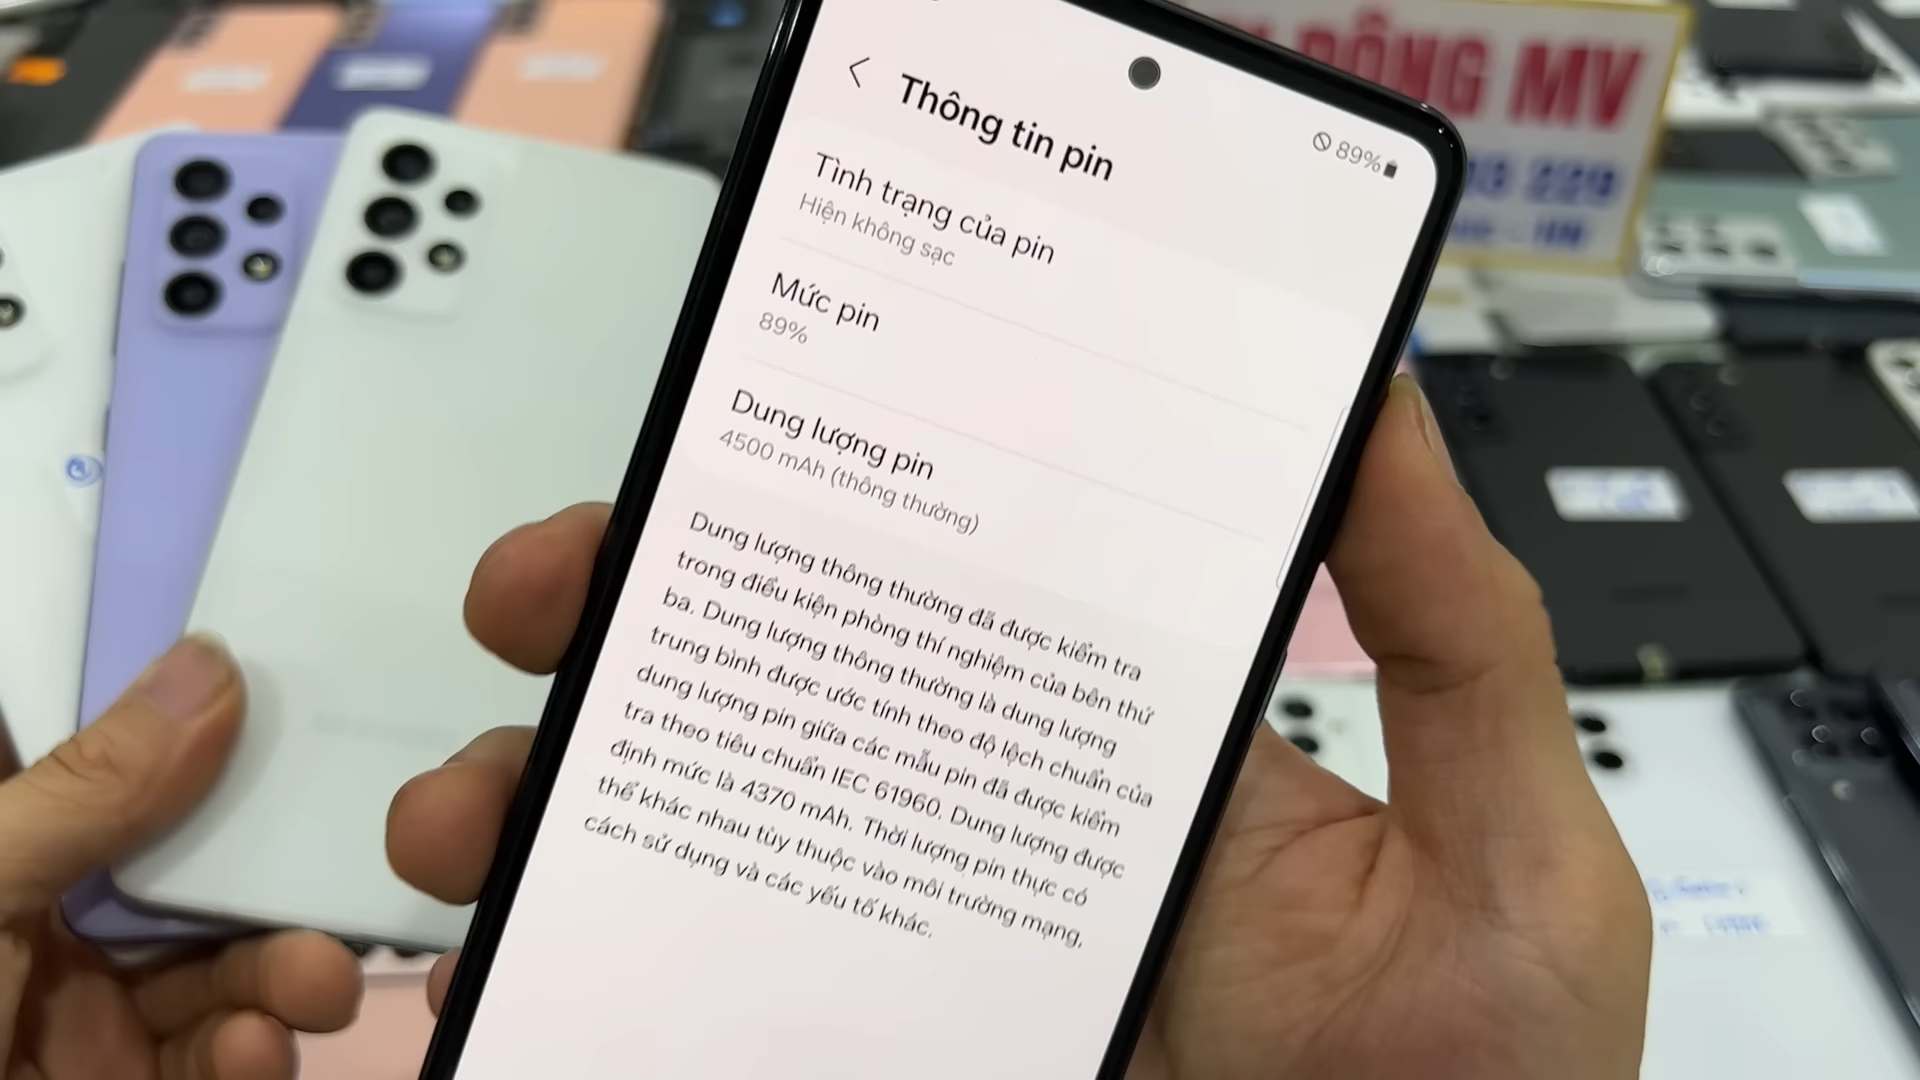 Thông tin pin
89%
Tình trạng của pin
Hiện không sạc
Mức pin
89%
Dung lượng pin
4500 mAh (thông thường)
Dung lượng thông thường đã được kiểm tra
trong điều kiện phòng thí nghiệm của bên thứ
ba. Dung lượng thông thường là dung lượng
trung bình được ước tính theo độ lệch chuẩn của
dung lượng pin giữa các mẫu pin đã được kiểm
tra theo tiêu chuẩn IEC 61960. Dung lượng được
định mức là 4370 mAh. Thời lượng pin thực có
thể khác nhau tùy thuộc vào môi trường mạng,
cách sử dụng và các yếu tố khác.
ĐỘNG MV
229